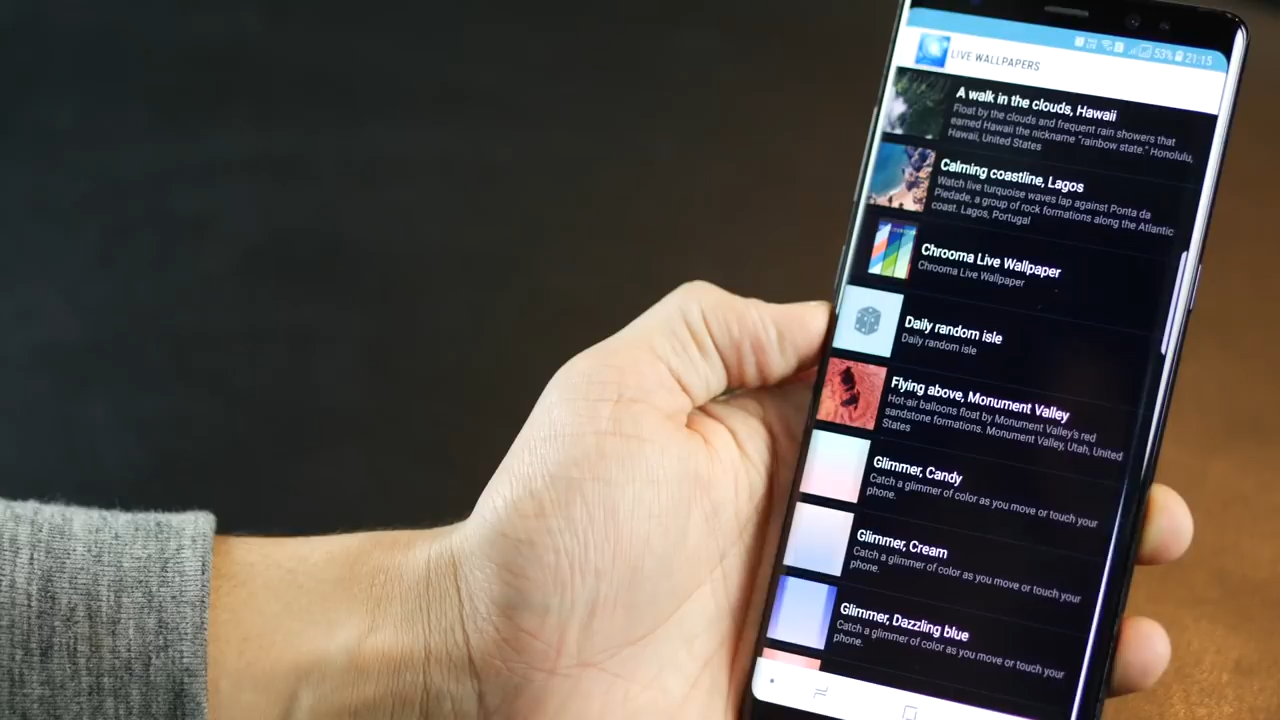 53% 21:15
LIVE WALLPAPERS
A walk in the clouds, Hawaii
Float by the clouds and frequent rain showers that
earned Hawaii the nickname "rainbow state." Honolulu,
Hawaii, United States
Calming coastline, Lagos
Watch live turquoise waves lap against Ponta da
Piedade, a group of rock formations along the Atlantic
coast. Lagos, Portugal
Chrooma Live Wallpaper
Chrooma Live Wallpaper
Daily random isle
Daily random isle
Flying above, Monument Valley
Hot-air balloons float by Monument Valley's red
sandstone formations. Monument Valley, Utah, United
States
Glimmer, Candy
Catch a glimmer of color as you move or touch your
phone.
Glimmer, Cream
Catch a glimmer of color as you move or touch your
phone.
Glimmer, Dazzling blue
Catch a glimmer of color as you move or touch your
phone.